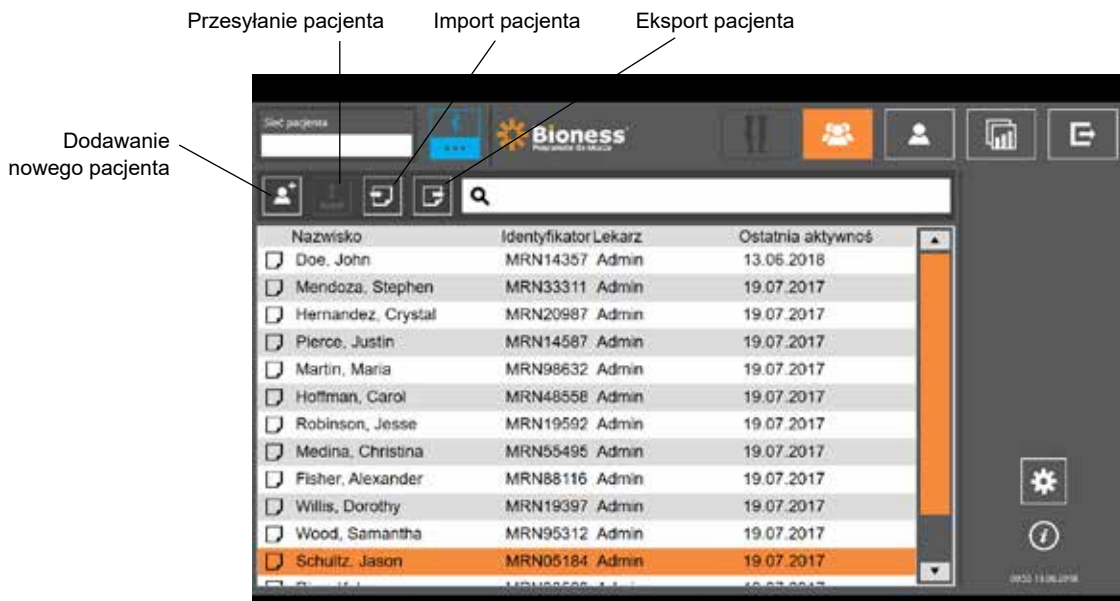 Przesyłanie pacjenta
Import pacjenta
Eksport pacjenta
Dodawanie
nowego pacjenta
Sieć pacjenta
Bioness
Nazwisko Identyfikator Lekarz Ostatnia aktywnoś
Doe, John MRN14357 Admin 13.06.2018
Mendoza, Stephen MRN33311 Admin 19.07.2017
Hernandez, Crystal MRN20987 Admin 19.07.2017
Pierce, Justin MRN14587 Admin 19.07.2017
Martin, Maria MRN98632 Admin 19.07.2017
Hoffman, Carol MRN48558 Admin 19.07.2017
Robinson, Jesse MRN19592 Admin 19.07.2017
Medina, Christina MRN55495 Admin 19.07.2017
Fisher, Alexander MRN88116 Admin 19.07.2017
Willis, Dorothy MRN19397 Admin 19.07.2017
Wood, Samantha MRN95312 Admin 19.07.2017
Schultz, Jason MRN05184 Admin 19.07.2017